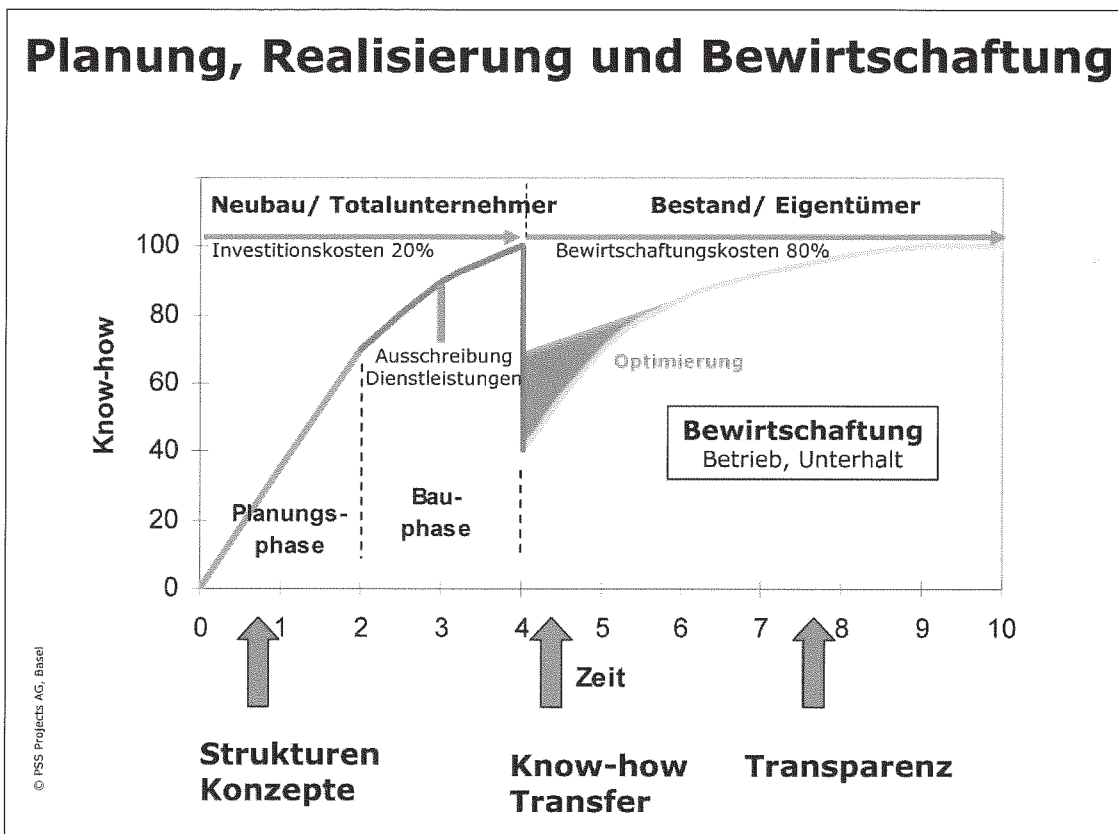 Planung, Realisierung und Bewirtschaftung
Neubau/ Totalunternehmer
Bestand/ Eigentümer
Investitionskosten 20%
Bewirtschaftungskosten 80%
Know-how
100
80
60
40
20
0
Ausschreibung
Dienstleistungen
Optimierung
Bewirtschaftung
Betrieb, Unterhalt
Planungs-
phase
Bau-
phase
0 1 2 3 4 5 6 7 8 9 10
Zeit
Strukturen
Konzepte
Know-how
Transfer
Transparenz
© PSS Projects AG, Basel